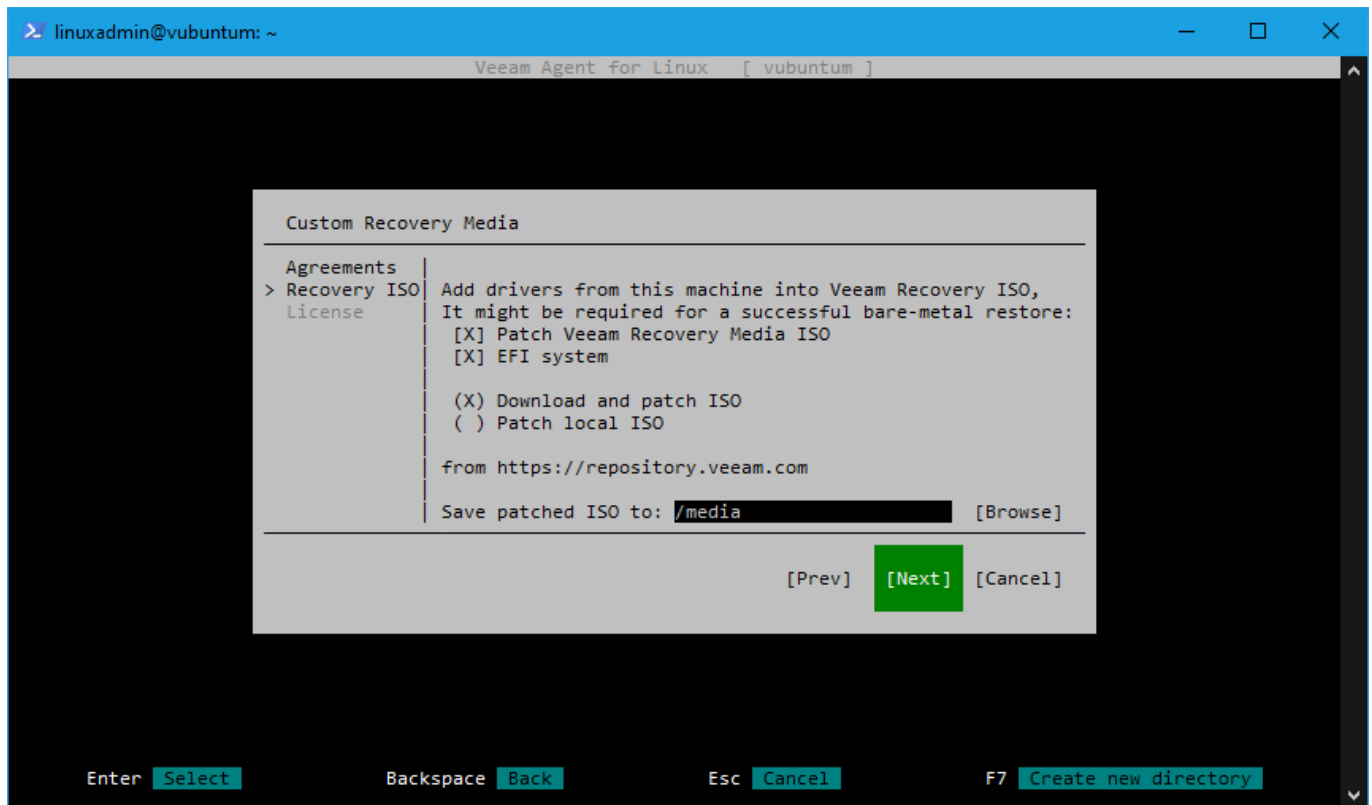 linuxadmin@vubuntum: ~
Veeam Agent for Linux [ vubuntum ]
Custom Recovery Media
Agreements
> Recovery ISO
License
Add drivers from this machine into Veeam Recovery ISO,
It might be required for a successful bare-metal restore:
[X] Patch Veeam Recovery Media ISO
[X] EFI system
(X) Download and patch ISO
( ) Patch local ISO
from https://repository.veeam.com
Save patched ISO to: /media [Browse]
[Prev] [Next] [Cancel]
Enter Select Backspace Back Esc Cancel F7 Create new directory